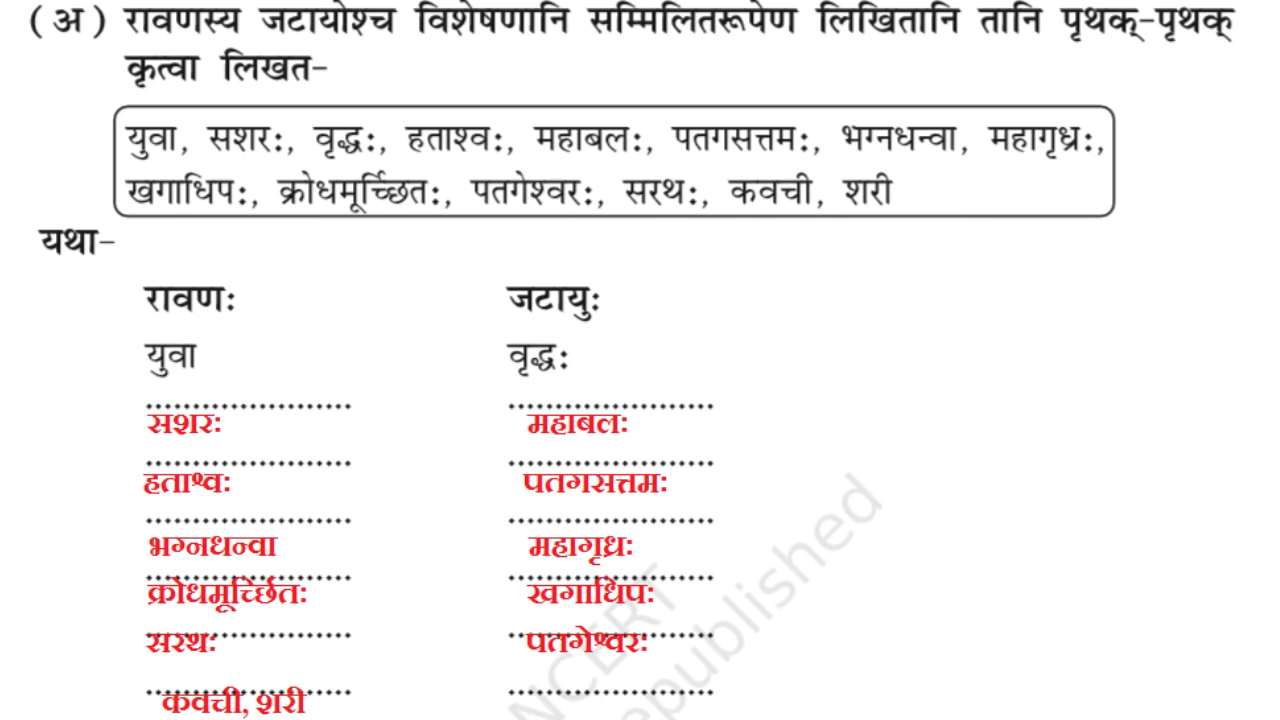 (अ) रावणस्य जटायोश्च विशेषणानि सम्मिलितरूपेण लिखितानि तानि पृथक्-पृथक्
कृत्वा लिखत-
युवा, सशरः, वृद्धः, हताश्वः, महाबलः, पतगसत्तमः, भग्नधन्वा, महागृध्रः,
खगाधिपः, क्रोधमूर्च्छितः, पतगेश्वरः, सरथः, कवची, शरी
यथा-
रावणः जटायुः
युवा वृद्धः
..................... .....................
सशरः महाबलः
..................... .....................
हताश्वः पतगसत्तमः
..................... .....................
भग्नधन्वा महागृध्रः
..................... .....................
क्रोधमूर्च्छितः खगाधिपः
..................... .....................
सरथः पतगेश्वरः
..................... .....................
कवची, शरी
NCERT
republished